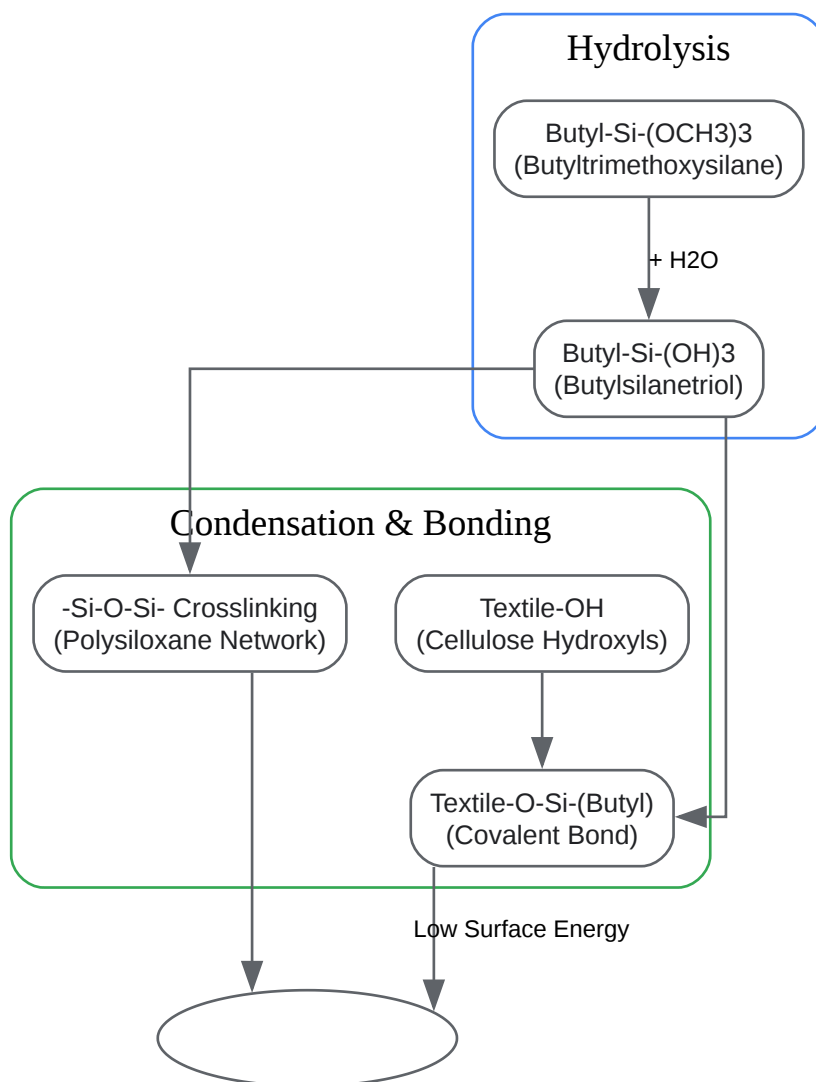 Hydrolysis
Butyl-Si-(OCH3)3
(Butyltrimethoxysilane)
+ H2O
Butyl-Si-(OH)3
(Butylsilanetriol)
Condensation & Bonding
-Si-O-Si- Crosslinking
(Polysiloxane Network)
Textile-OH
(Cellulose Hydroxyls)
Textile-O-Si-(Butyl)
(Covalent Bond)
Low Surface Energy